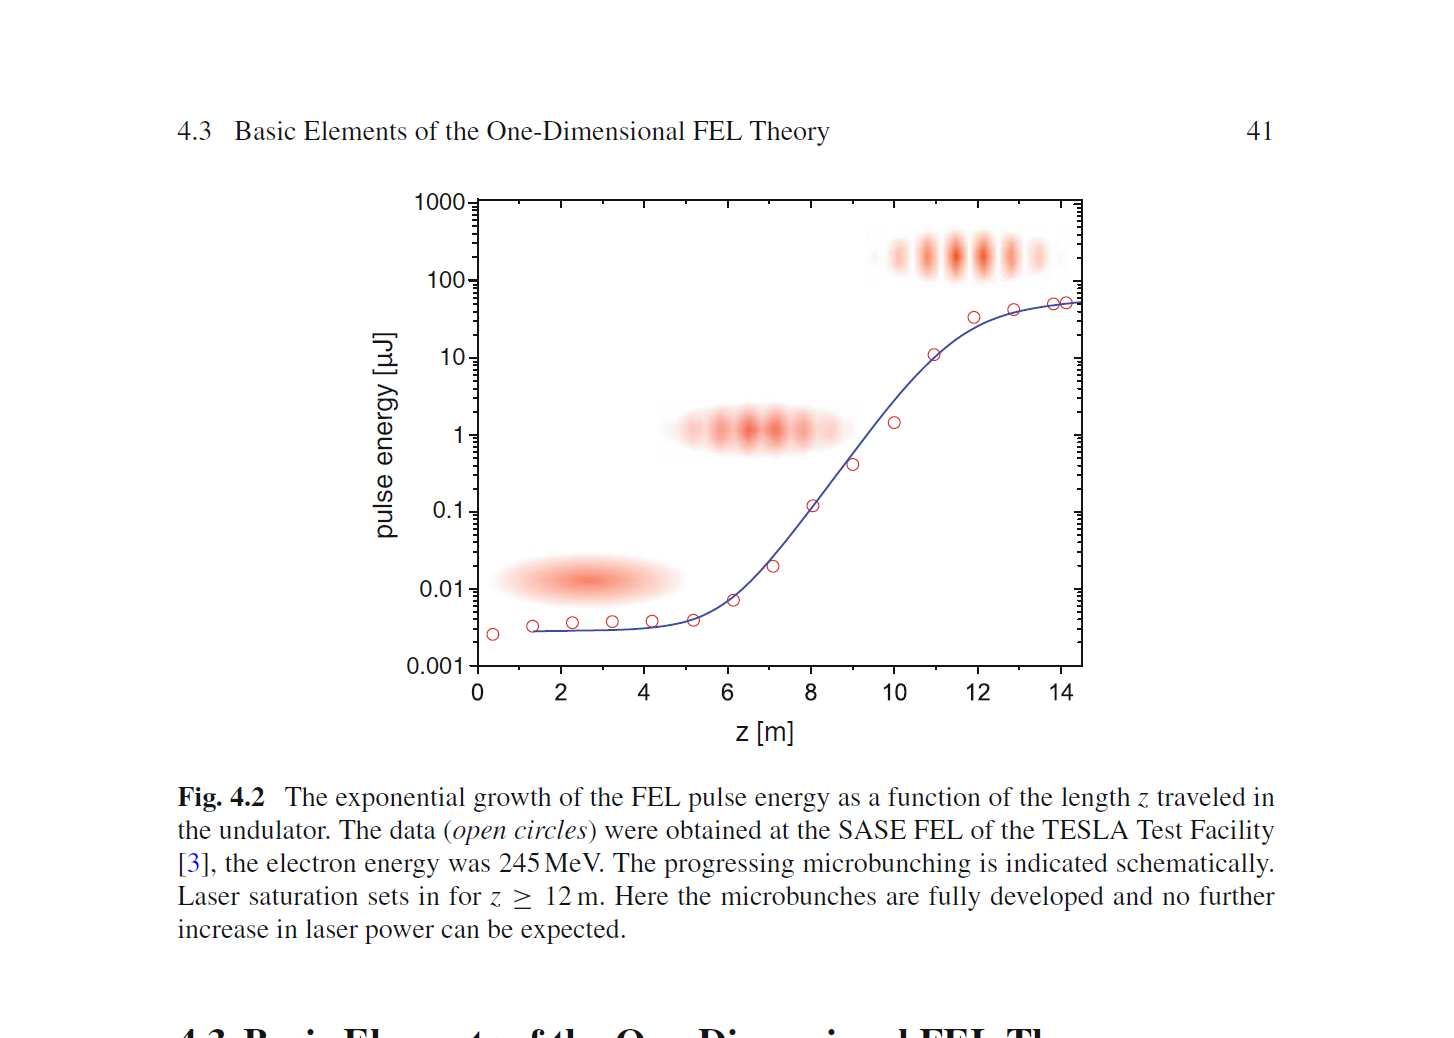 4.3 Basic Elements of the One-Dimensional FEL Theory 41
1000
100
10
1
0.1
0.01
0.001
pulse energy [µJ]
0 2 4 6 8 10 12 14
z [m]
Fig. 4.2 The exponential growth of the FEL pulse energy as a function of the length z traveled in
the undulator. The data (open circles) were obtained at the SASE FEL of the TESLA Test Facility
[3], the electron energy was 245 MeV. The progressing microbunching is indicated schematically.
Laser saturation sets in for z ≥ 12 m. Here the microbunches are fully developed and no further
increase in laser power can be expected.